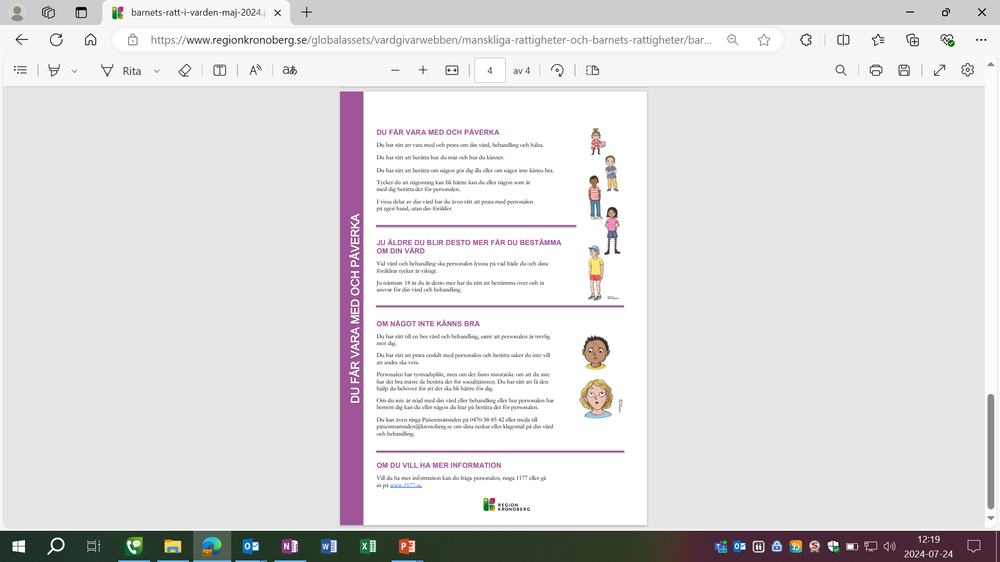 barnets-ratt-i-varden-maj-2024.p
https://www.regionkronoberg.se/globalassets/vardgivarwebben/manskliga-rattigheter-och-barnets-rattigheter/bar...
Rita
aあ
4
av 4
DU FÅR VARA MED OCH PÅVERKA
DU FÅR VARA MED OCH PÅVERKA
Du har rätt att vara med och prata om din vård, behandling och hälsa.
Du har rätt att berätta hur du mår och hur du känner.
Du har rätt att berätta om någon gör dig illa eller om något inte känns bra.
Tycker du att någonting kan bli bättre kan du eller någon som är
med dig berätta det för personalen.
I vissa delar av din vård har du även rätt att prata med personalen
på egen hand, utan din förälder.
JU ÄLDRE DU BLIR DESTO MER FÅR DU BESTÄMMA
OM DIN VÅRD
Vid vård och behandling ska personalen lyssna på vad både du och dina
föräldrar tycker är viktigt.
Ju närmare 18 år du är desto mer har du rätt att bestämma över och ta
ansvar för din vård och behandling.
OM NÅGOT INTE KÄNNS BRA
Du har rätt till en bra vård och behandling, samt att personalen är trevlig
mot dig.
Du har rätt att prata enskilt med personalen och berätta saker du inte vill
att andra ska veta.
Personalen har tystnadsplikt, men om det finns misstanke om att du inte
har det bra måste de berätta det för socialtjänsten. Du har rätt att få den
hjälp du behöver för att det ska bli bättre för dig.
Om du inte är nöjd med din vård eller behandling eller hur personalen har
bemött dig kan du eller någon du litar på berätta det för personalen.
Du kan även ringa Patientnämnden på 0470-58 85 42 eller mejla till
patientnamnden@kronoberg.se om dina tankar eller klagomål på din vård
och behandling.
OM DU VILL HA MER INFORMATION
Vill du ha mer information kan du fråga personalen, ringa 1177 eller gå
in på www.1177.se.
REGION
KRONOBERG
12:19
2024-07-24